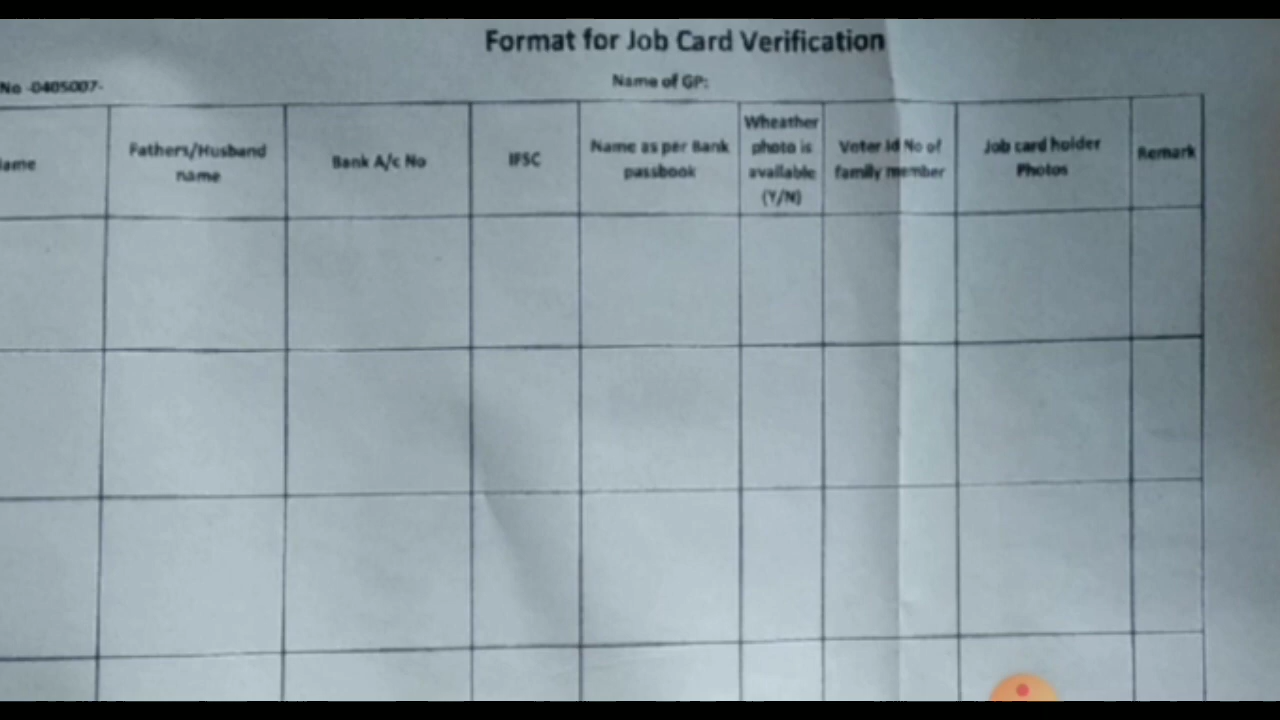 Format for Job Card Verification
No -0405007-
Name of GP:
ame
Fathers/Husband
name
Bank A/c No
IFSC
Name as per Bank
passbook
Wheather
photo is
available
(Y/N)
Voter Id No of
family member
Job card holder
Photos
Remark